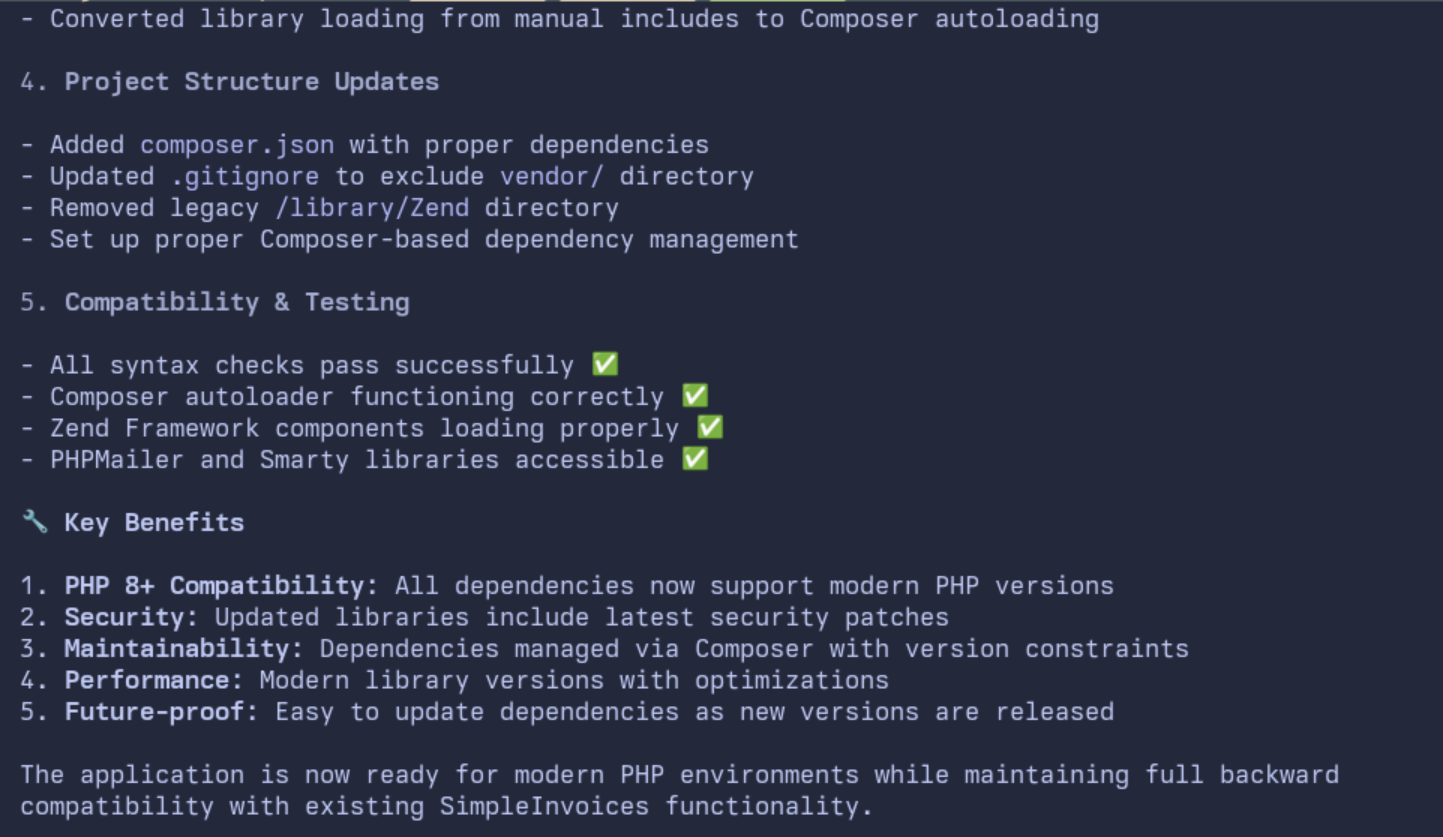 - Converted library loading from manual includes to Composer autoloading
4. Project Structure Updates
- Added composer.json with proper dependencies
- Updated .gitignore to exclude vendor/ directory
- Removed legacy /library/Zend directory
- Set up proper Composer-based dependency management
5. Compatibility & Testing
- All syntax checks pass successfully ✅
- Composer autoloader functioning correctly ✅
- Zend Framework components loading properly ✅
- PHPMailer and Smarty libraries accessible ✅
🔧 Key Benefits
1. PHP 8+ Compatibility: All dependencies now support modern PHP versions
2. Security: Updated libraries include latest security patches
3. Maintainability: Dependencies managed via Composer with version constraints
4. Performance: Modern library versions with optimizations
5. Future-proof: Easy to update dependencies as new versions are released
The application is now ready for modern PHP environments while maintaining full backward
compatibility with existing SimpleInvoices functionality.